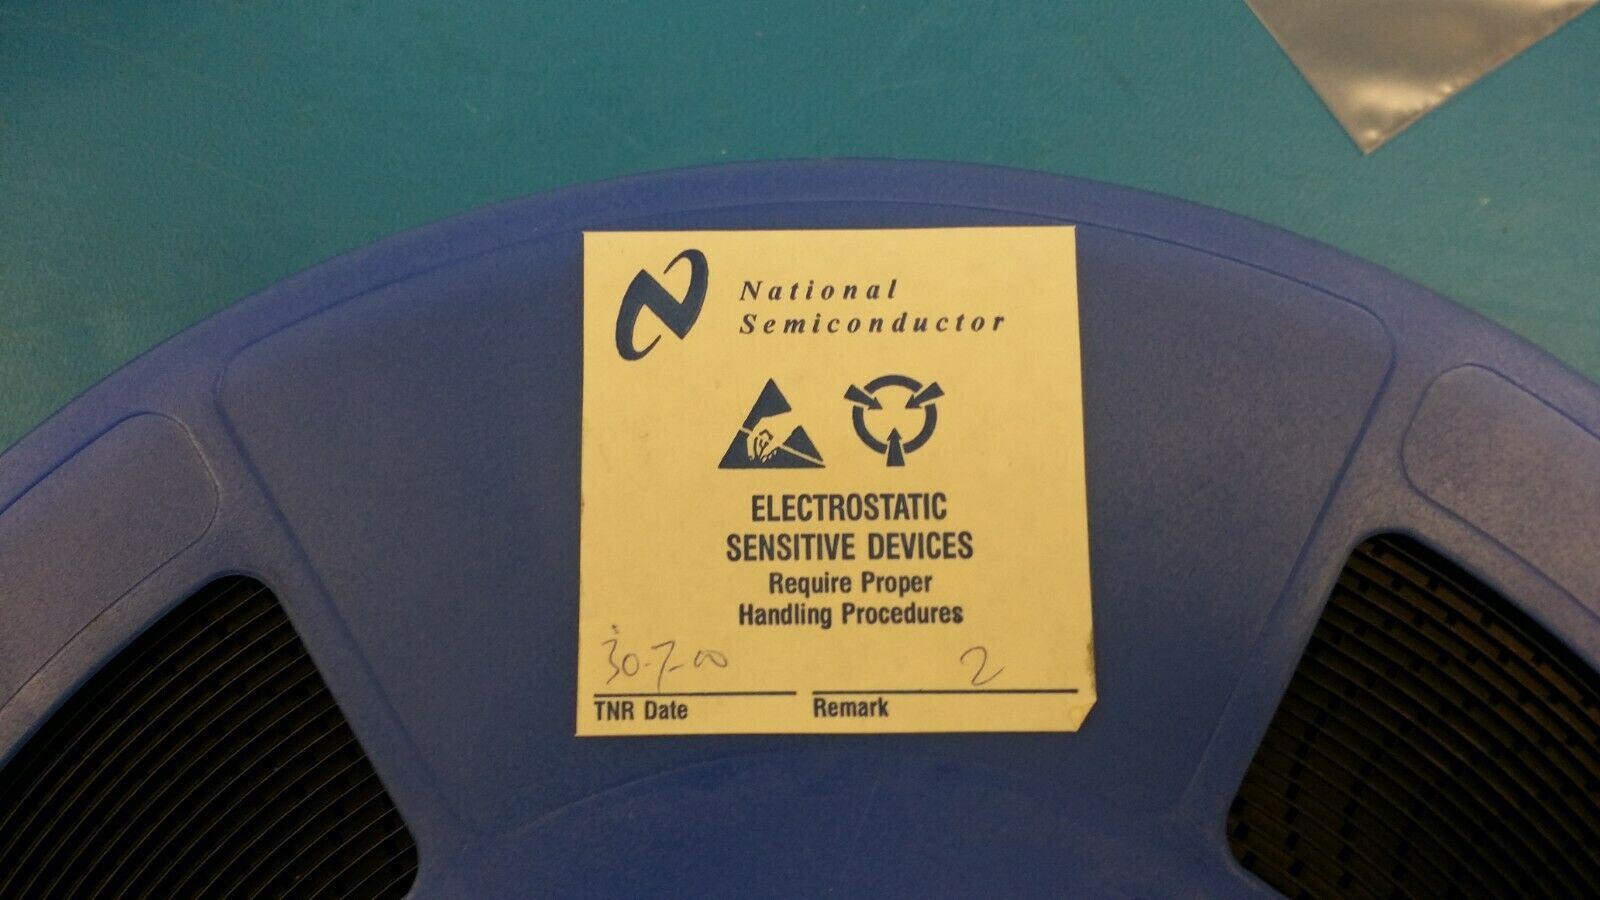 National
Semiconductor
ELECTROSTATIC
SENSITIVE DEVICES
Require Proper
Handling Procedures
30-7-00 2
TNR Date Remark